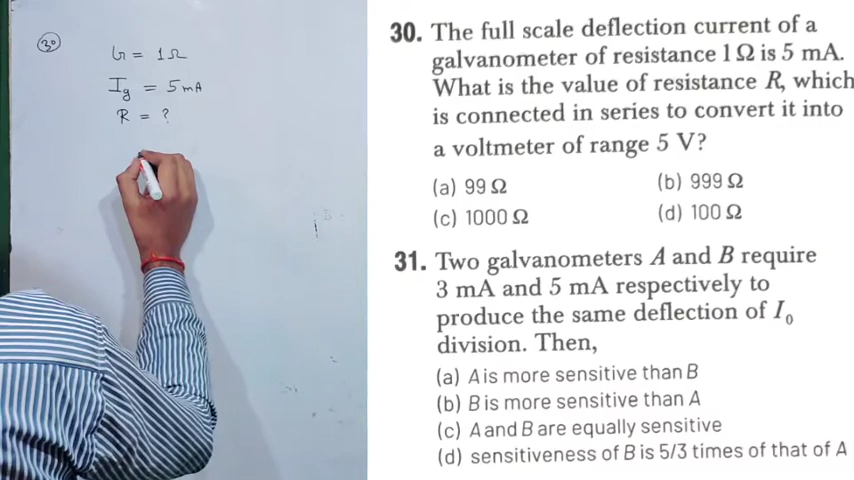 30
G = 1Ω
Ig = 5mA
R = ?
30. The full scale deflection current of a
galvanometer of resistance 1 Ω is 5 mA.
What is the value of resistance R, which
is connected in series to convert it into
a voltmeter of range 5 V?
(a) 99 Ω (b) 999 Ω
(c) 1000 Ω (d) 100 Ω
31. Two galvanometers A and B require
3 mA and 5 mA respectively to
produce the same deflection of I₀
division. Then,
(a) A is more sensitive than B
(b) B is more sensitive than A
(c) A and B are equally sensitive
(d) sensitiveness of B is 5/3 times of that of A